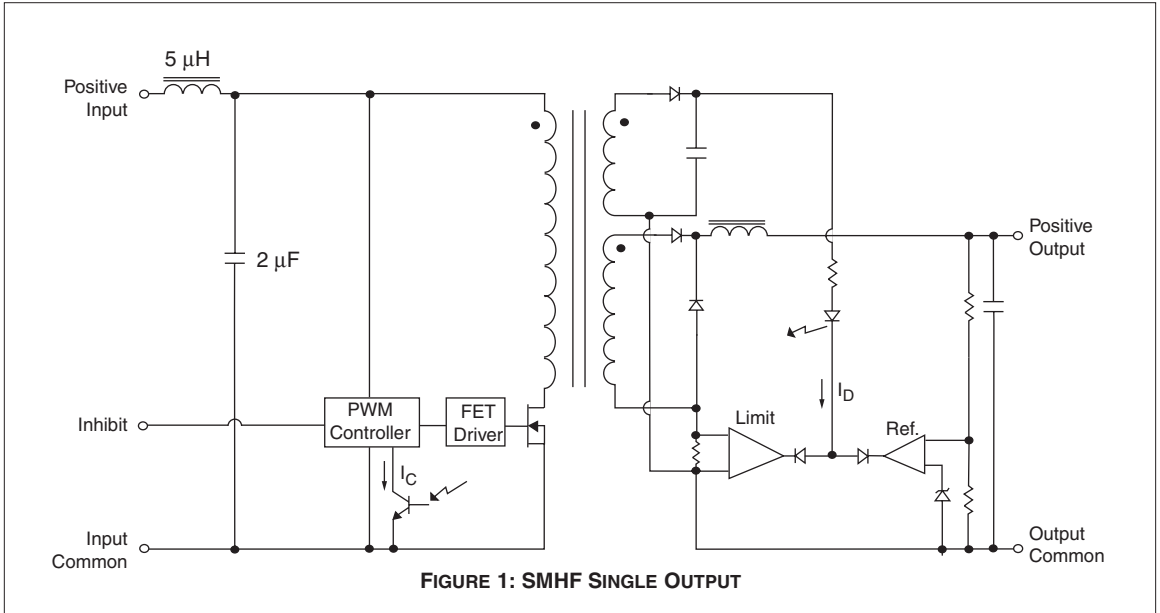 5 μH
Positive
Input
2 μF
Positive
Output
Inhibit
PWM
Controller
FET
Driver
I_C
Limit
I_D
Ref.
Input
Common
Output
Common
FIGURE 1: SMHF SINGLE OUTPUT